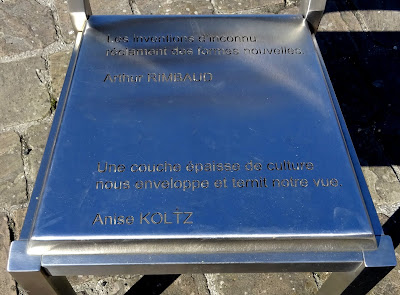 Les inventions d'inconnu
réclament des formes nouvelles.
Arthur RIMBAUD
Une couche épaisse de culture
nous enveloppe et ternit notre vue.
Anise KOLTZ